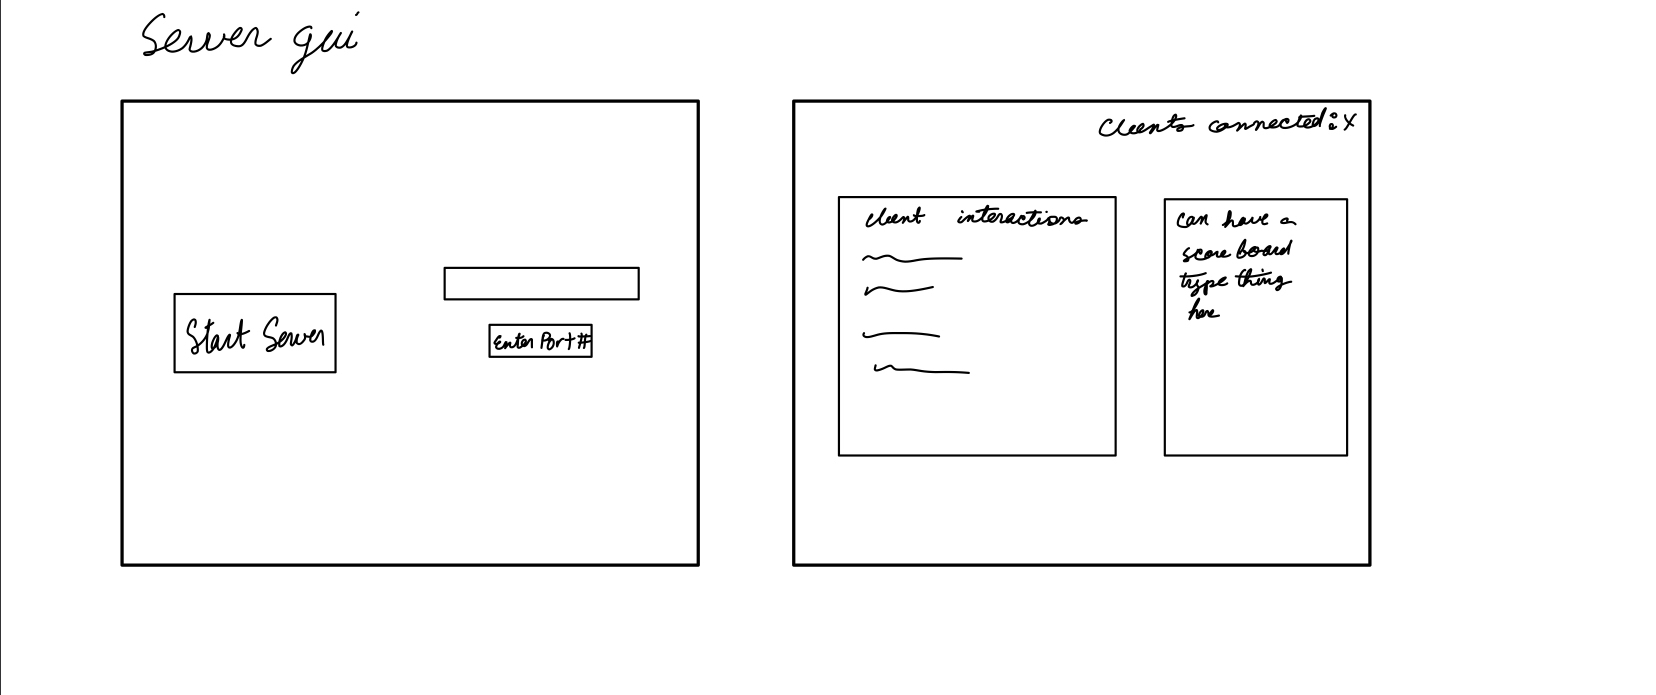 Server gui
Start Server
Enter Port #
Clients connected: X
client interactions
can have a
score board
type thing
here